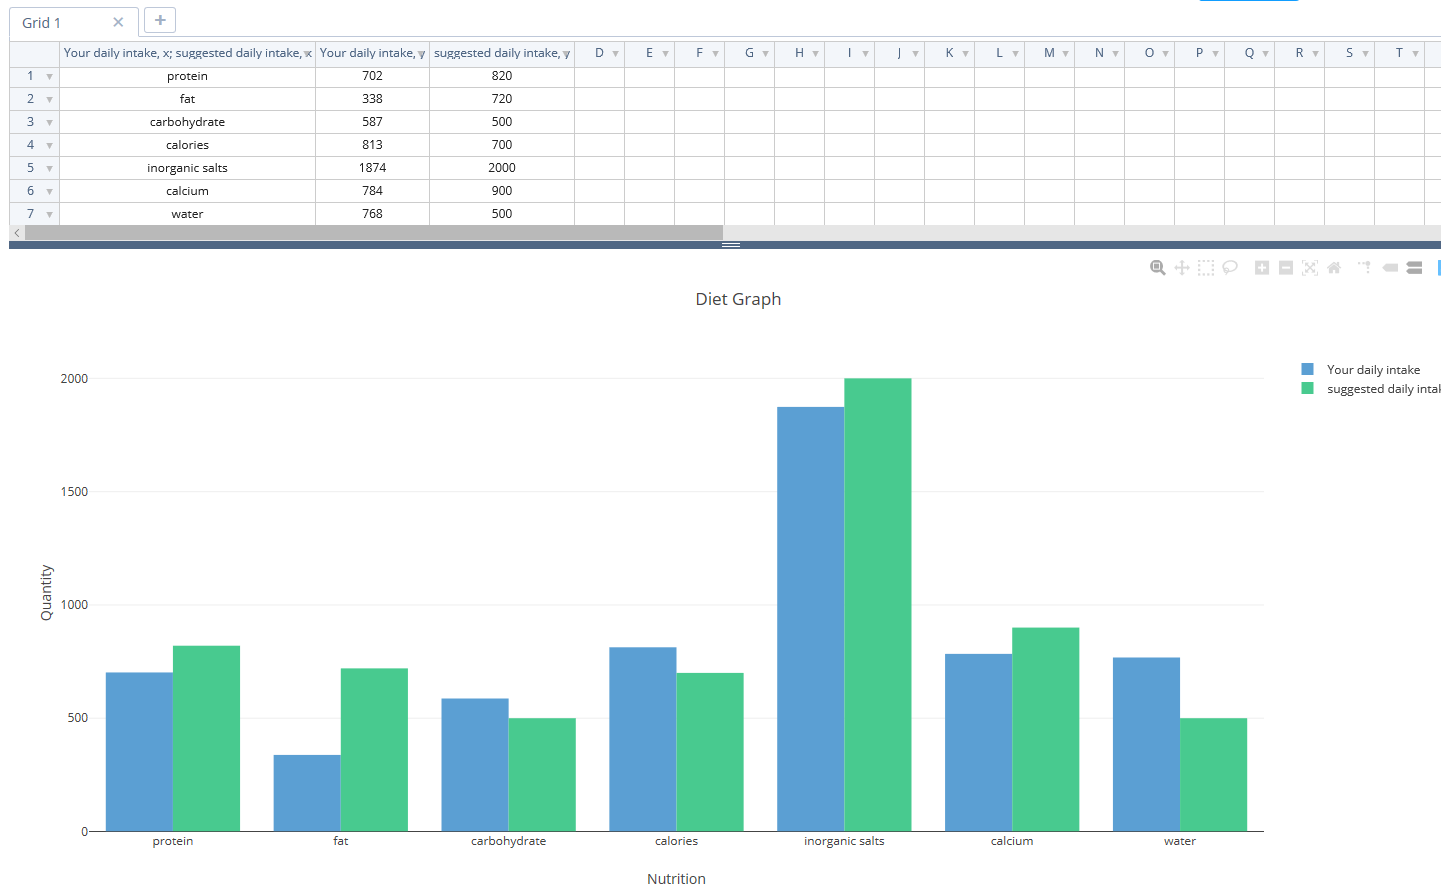 Grid 1 × +
Your daily intake, x; suggested daily intake, x Your daily intake, y suggested daily intake, y D E F G H I J K L M N O P Q R S T
1 protein 702 820
2 fat 338 720
3 carbohydrate 587 500
4 calories 813 700
5 inorganic salts 1874 2000
6 calcium 784 900
7 water 768 500
Diet Graph
Your daily intake
suggested daily intak
2000
1500
1000
500
0
Quantity
protein fat carbohydrate calories inorganic salts calcium water
Nutrition